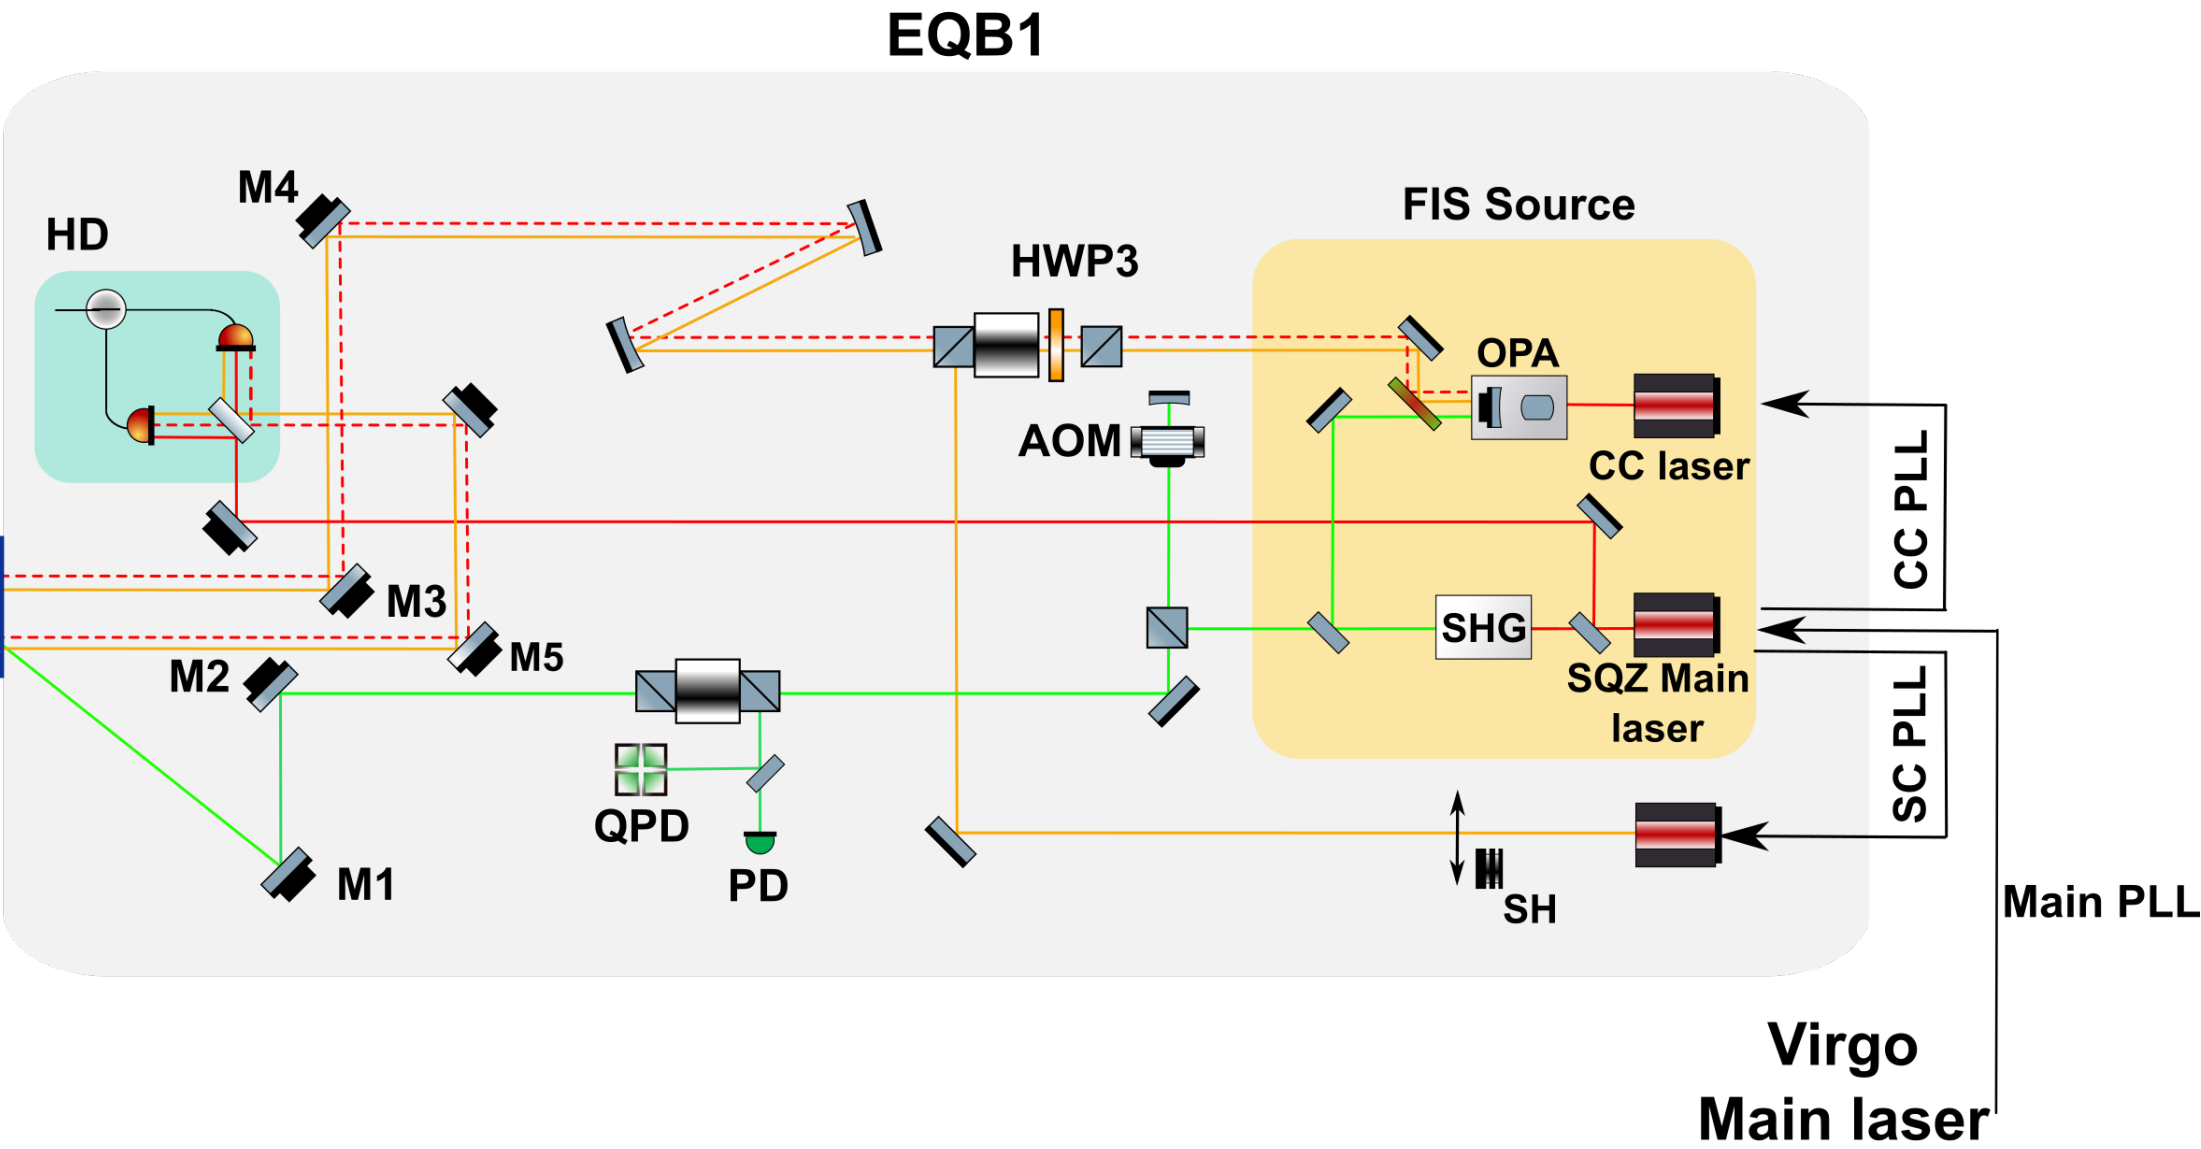 EQB1
M4
FIS Source
HD
HWP3
OPA
AOM
CC laser
CC PLL
M3
SHG
M5
M2
SQZ Main
laser
SC PLL
QPD
M1
PD
SH
Main PLL
Virgo
Main laser